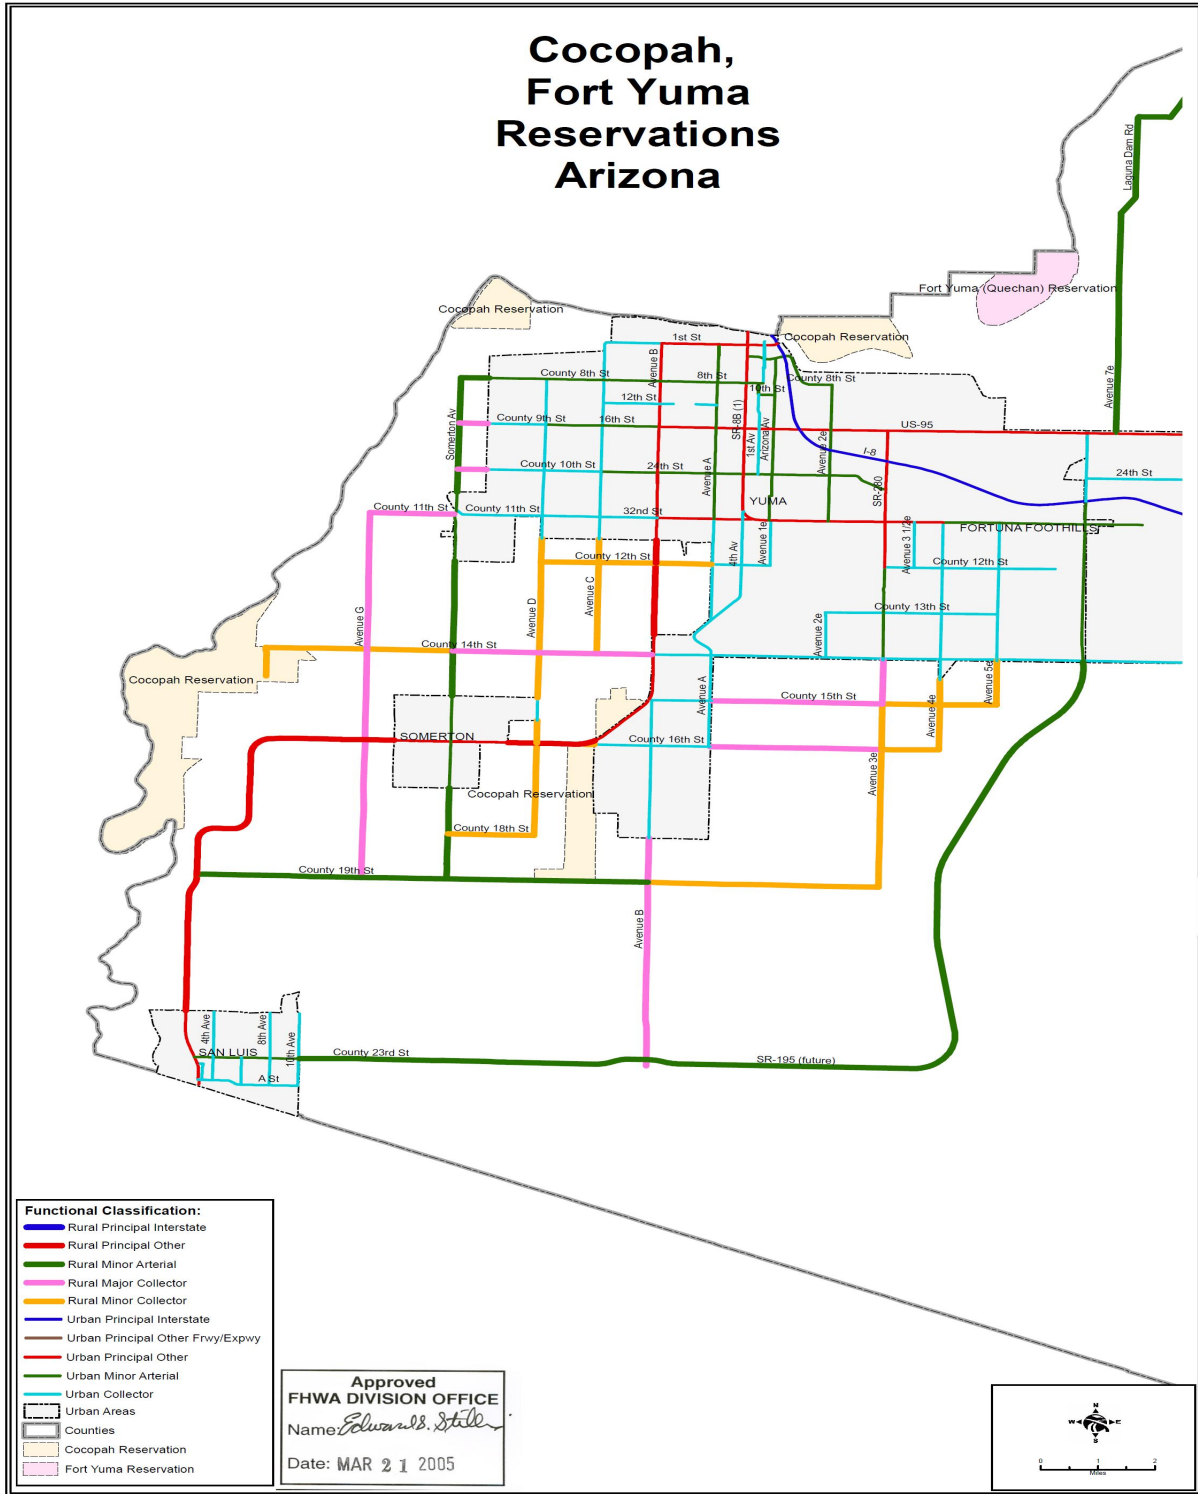 Cocopah,
Fort Yuma
Reservations
Arizona
Laguna Dam Rd
Fort Yuma (Quechan) Reservation
Cocopah Reservation
Cocopah Reservation
1st St
Avenue B
County 8th St
8th St
County 8th St
10th St
Avenue 7e
12th St
SR-8B (1)
County 9th St
16th St
US-95
Somerton Av
1st Av
Arizona Av
Avenue 2e
I-8
County 10th St
24th St
Avenue A
24th St
SR-280
YUMA
County 11th St
County 11th St
32nd St
FORTUNA FOOTHILLS
4th Av
Avenue 1e
Avenue 3 1/2e
County 12th St
County 12th St
Avenue G
Avenue D
Avenue C
County 13th St
Avenue 2e
County 14th St
Cocopah Reservation
Avenue A
County 15th St
Avenue 4e
Avenue 5e
SOMERTON
County 16th St
Avenue 3e
Cocopah Reservation
County 18th St
County 19th St
Avenue B
4th Ave
8th Ave
10th Ave
SAN LUIS
County 23rd St
SR-195 (future)
A St
Functional Classification:
Rural Principal Interstate
Rural Principal Other
Rural Minor Arterial
Rural Major Collector
Rural Minor Collector
Urban Principal Interstate
Urban Principal Other Frwy/Expwy
Urban Principal Other
Urban Minor Arterial
Urban Collector
Urban Areas
Counties
Cocopah Reservation
Fort Yuma Reservation
Approved
FHWA DIVISION OFFICE
Name: Edward S.
Date: MAR 21 2005
N
W E
S
0 1 2
Miles